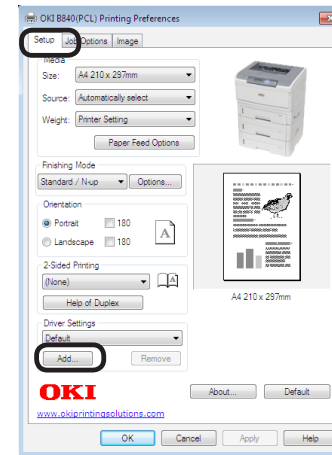 OKI B840(PCL) Printing Preferences
Setup Job Options Image
Media
Size: A4 210 x 297mm
Source: Automatically select
Weight: Printer Setting
Paper Feed Options
Finishing Mode
Standard / N-up Options...
Orientation
Portrait 180
Landscape 180
A
2-Sided Printing
(None)
Help of Duplex
A4 210 x 297mm
Driver Settings
Default
Add... Remove
OKI
About... Default
www.okiprintingsolutions.com
OK Cancel Apply Help